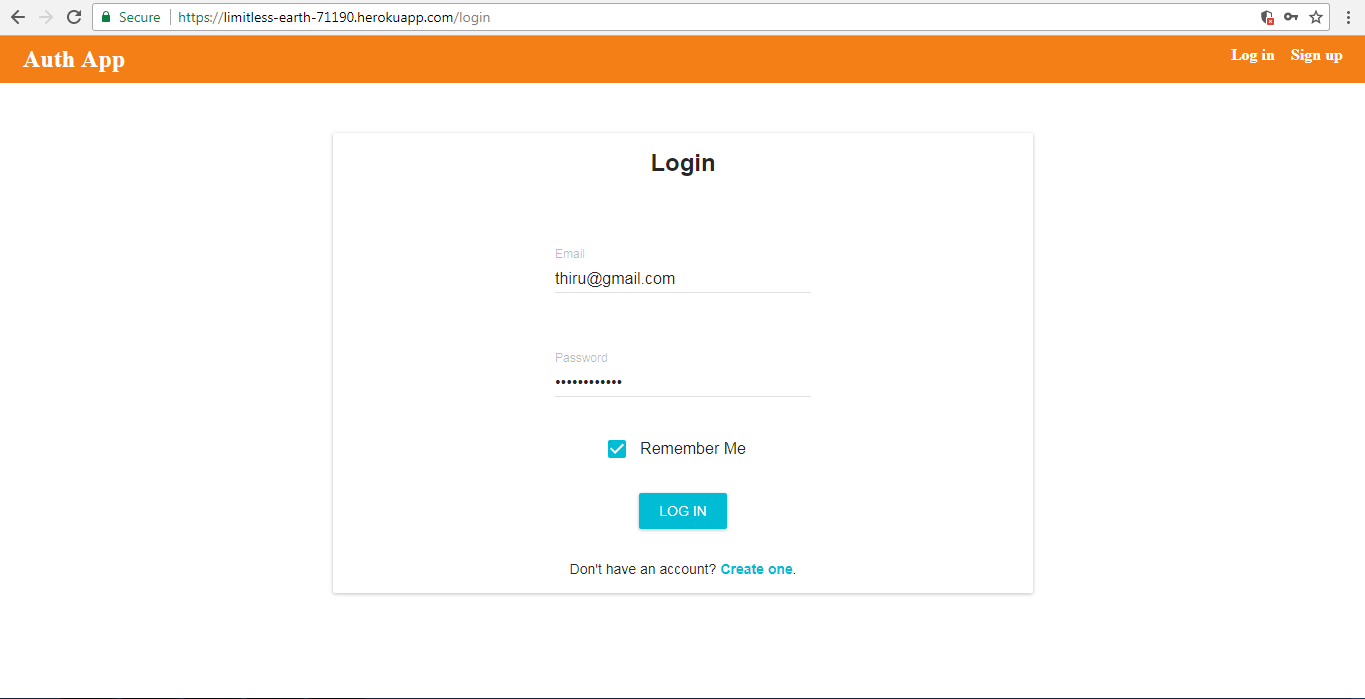 Secure https://limitless-earth-71190.herokuapp.com/login
Auth App Log in Sign up
Login
Email
thiru@gmail.com
Password
••••••••••••
Remember Me
LOG IN
Don't have an account? Create one.